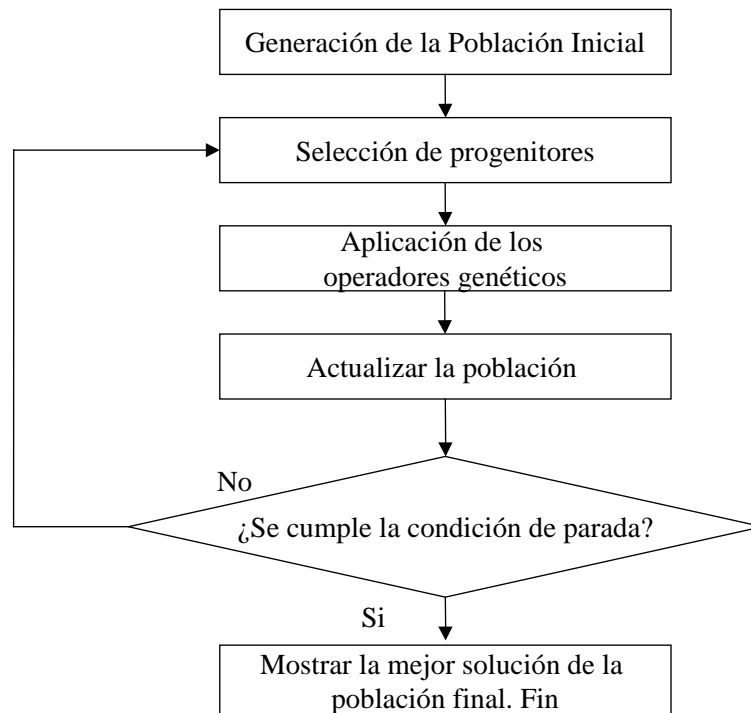 Generación de la Población Inicial
Selección de progenitores
Aplicación de los
operadores genéticos
Actualizar la población
No
¿Se cumple la condición de parada?
Si
Mostrar la mejor solución de la
población final. Fin